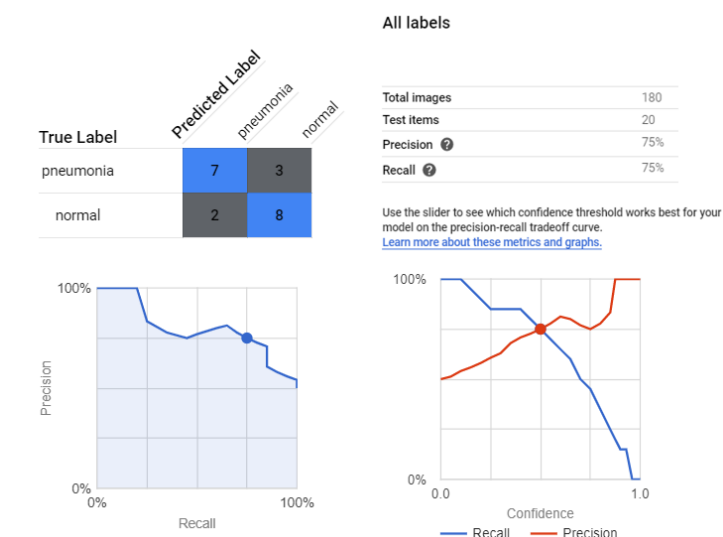 Predicted Label
pneumonia
normal
True Label
pneumonia
7
3
normal
2
8
All labels
Total images
180
Test items
20
Precision ?
75%
Recall ?
75%
Use the slider to see which confidence threshold works best for your
model on the precision-recall tradeoff curve.
Learn more about these metrics and graphs.
100%
Precision
0%
0%
100%
Recall
100%
0%
0.0
1.0
Confidence
Recall
Precision